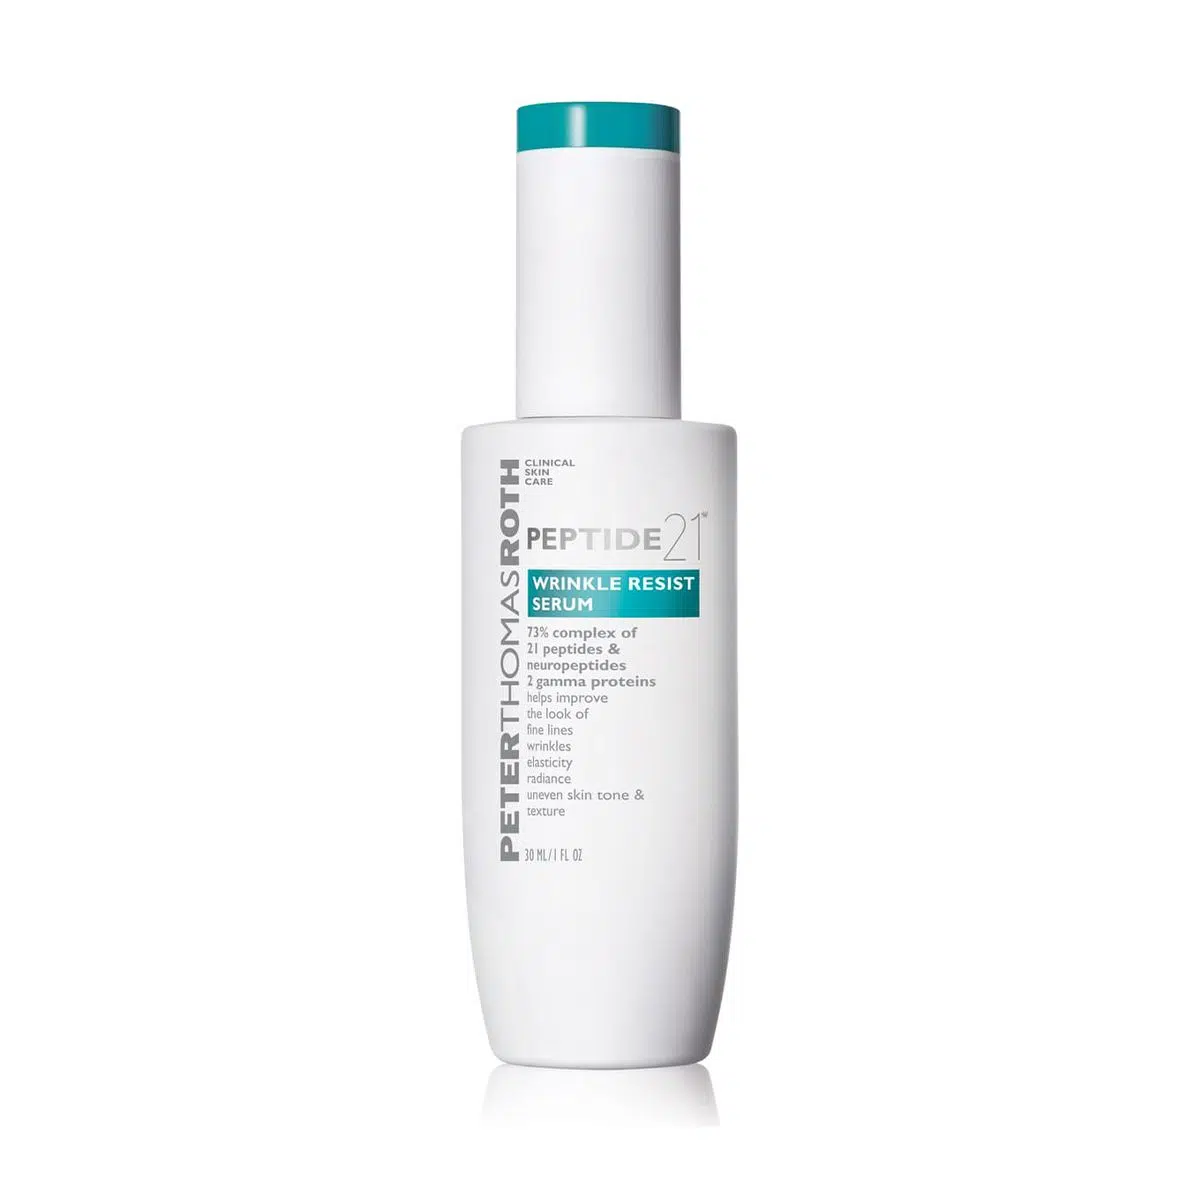 PETERTHOMASROTH
CLINICAL
SKIN
CARE
PEPTIDE21™
WRINKLE RESIST
SERUM
73% complex of
21 peptides &
neuropeptides
2 gamma proteins
helps improve
the look of
fine lines
wrinkles
elasticity
radiance
uneven skin tone &
texture
30 ML/1 FL OZ